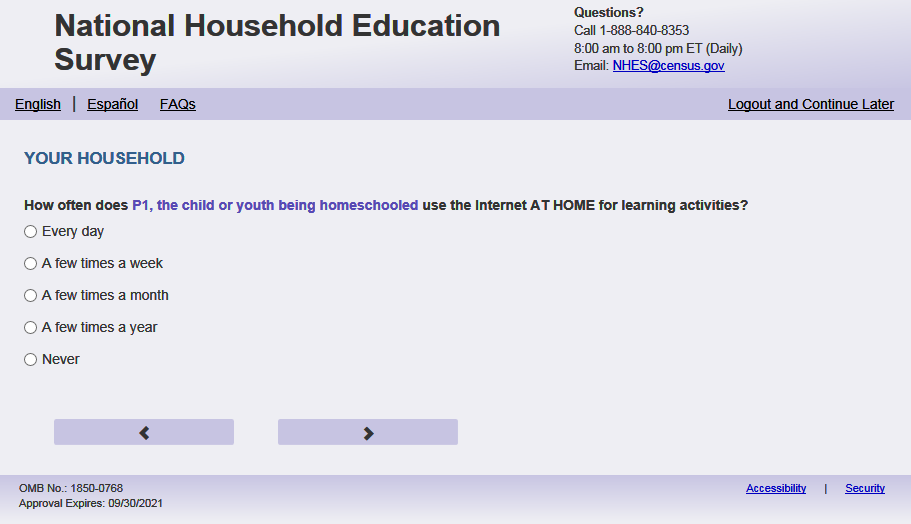 National Household Education
Survey
Questions?
Call 1-888-840-8353
8:00 am to 8:00 pm ET (Daily)
Email: NHES@census.gov
English | Español FAQs Logout and Continue Later
YOUR HOUSEHOLD
How often does P1, the child or youth being homeschooled use the Internet AT HOME for learning activities?
Every day
A few times a week
A few times a month
A few times a year
Never
OMB No.: 1850-0768
Approval Expires: 09/30/2021
Accessibility | Security